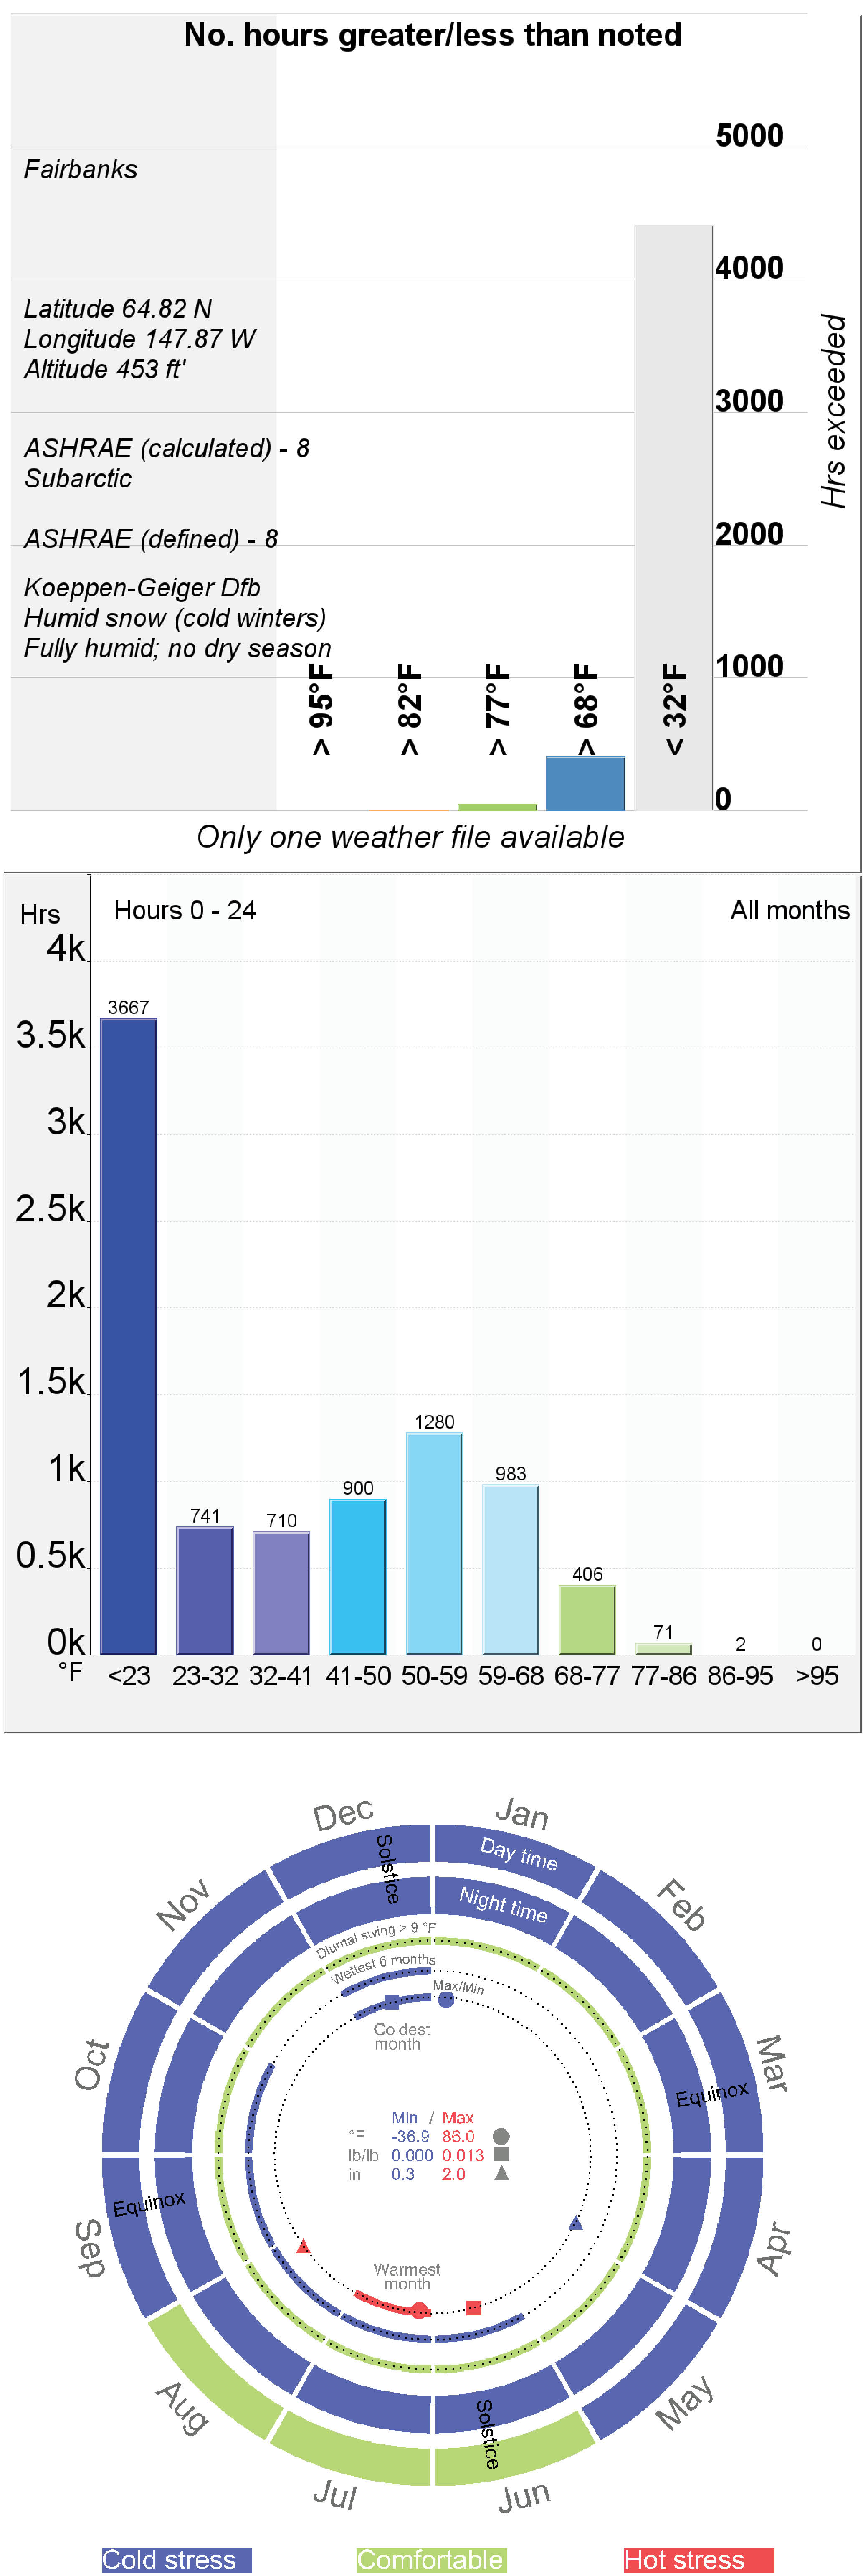 No. hours greater/less than noted
5000
Fairbanks
4000
Latitude 64.82 N
Longitude 147.87 W
Altitude 453 ft'
Hrs exceeded
3000
ASHRAE (calculated) - 8
Subarctic
2000
ASHRAE (defined) - 8
Koeppen-Geiger Dfb
Humid snow (cold winters)
Fully humid; no dry season
1000
> 95°F
> 82°F
> 77°F
> 68°F
< 32°F
0
Only one weather file available
Hrs
Hours 0 - 24
All months
4k
3667
3.5k
3k
2.5k
2k
1.5k
1280
1k
983
900
741
710
0.5k
406
71
2
0
0k
°F
<23
23-32
32-41
41-50
50-59
59-68
68-77
77-86
86-95
>95
Dec
Jan
Solstice
Day time
Nov
Feb
Night time
Diurnal swing > 9 °F
Wettest 6 months
Max/Min
Coldest
month
Oct
Mar
Equinox
Min / Max
°F -36.9 86.0
lb/lb 0.000 0.013
in 0.3 2.0
Equinox
Sep
Apr
Warmest
month
Aug
May
Solstice
Jul
Jun
Cold stress
Comfortable
Hot stress